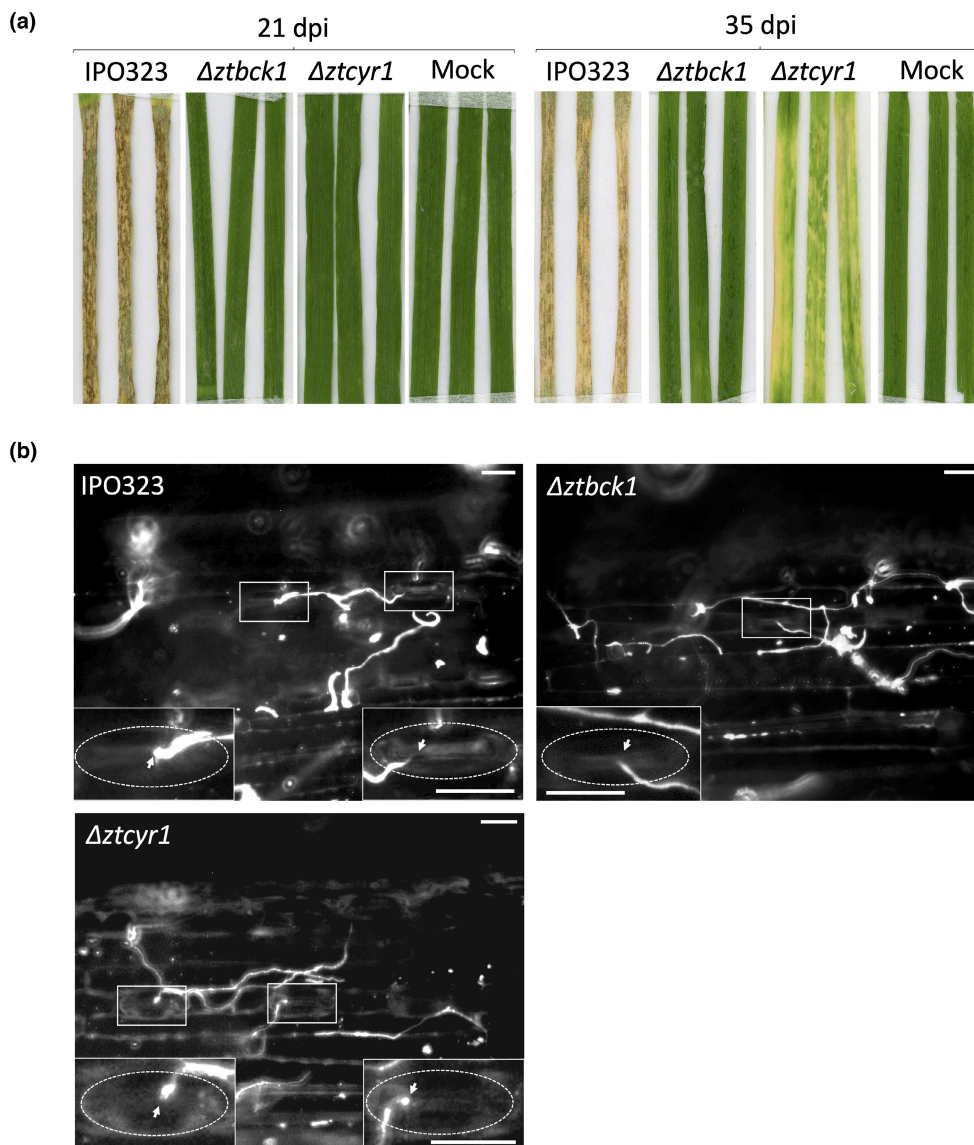 (a)
21 dpi
35 dpi
IPO323
Δztbck1
Δztcyr1
Mock
IPO323
Δztbck1
Δztcyr1
Mock
(b)
IPO323
Δztbck1
Δztcyr1